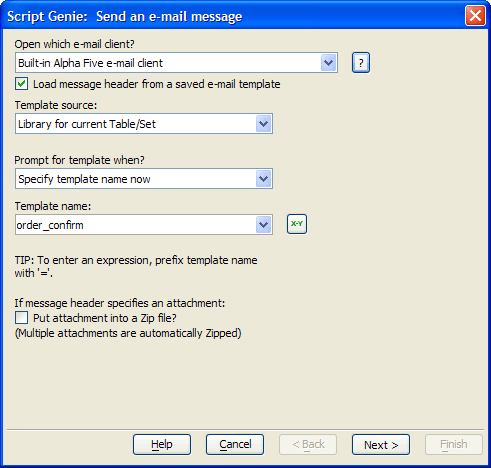 Script Genie:  Send an e-mail message
Open which e-mail client?
Built-in Alpha Five e-mail client
?
Load message header from a saved e-mail template
Template source:
Library for current Table/Set
Prompt for template when?
Specify template name now
Template name:
order_confirm
X-Y
TIP: To enter an expression, prefix template name
with '='.
If message header specifies an attachment:
Put attachment into a Zip file?
(Multiple attachments are automatically Zipped)
Help
Cancel
< Back
Next >
Finish